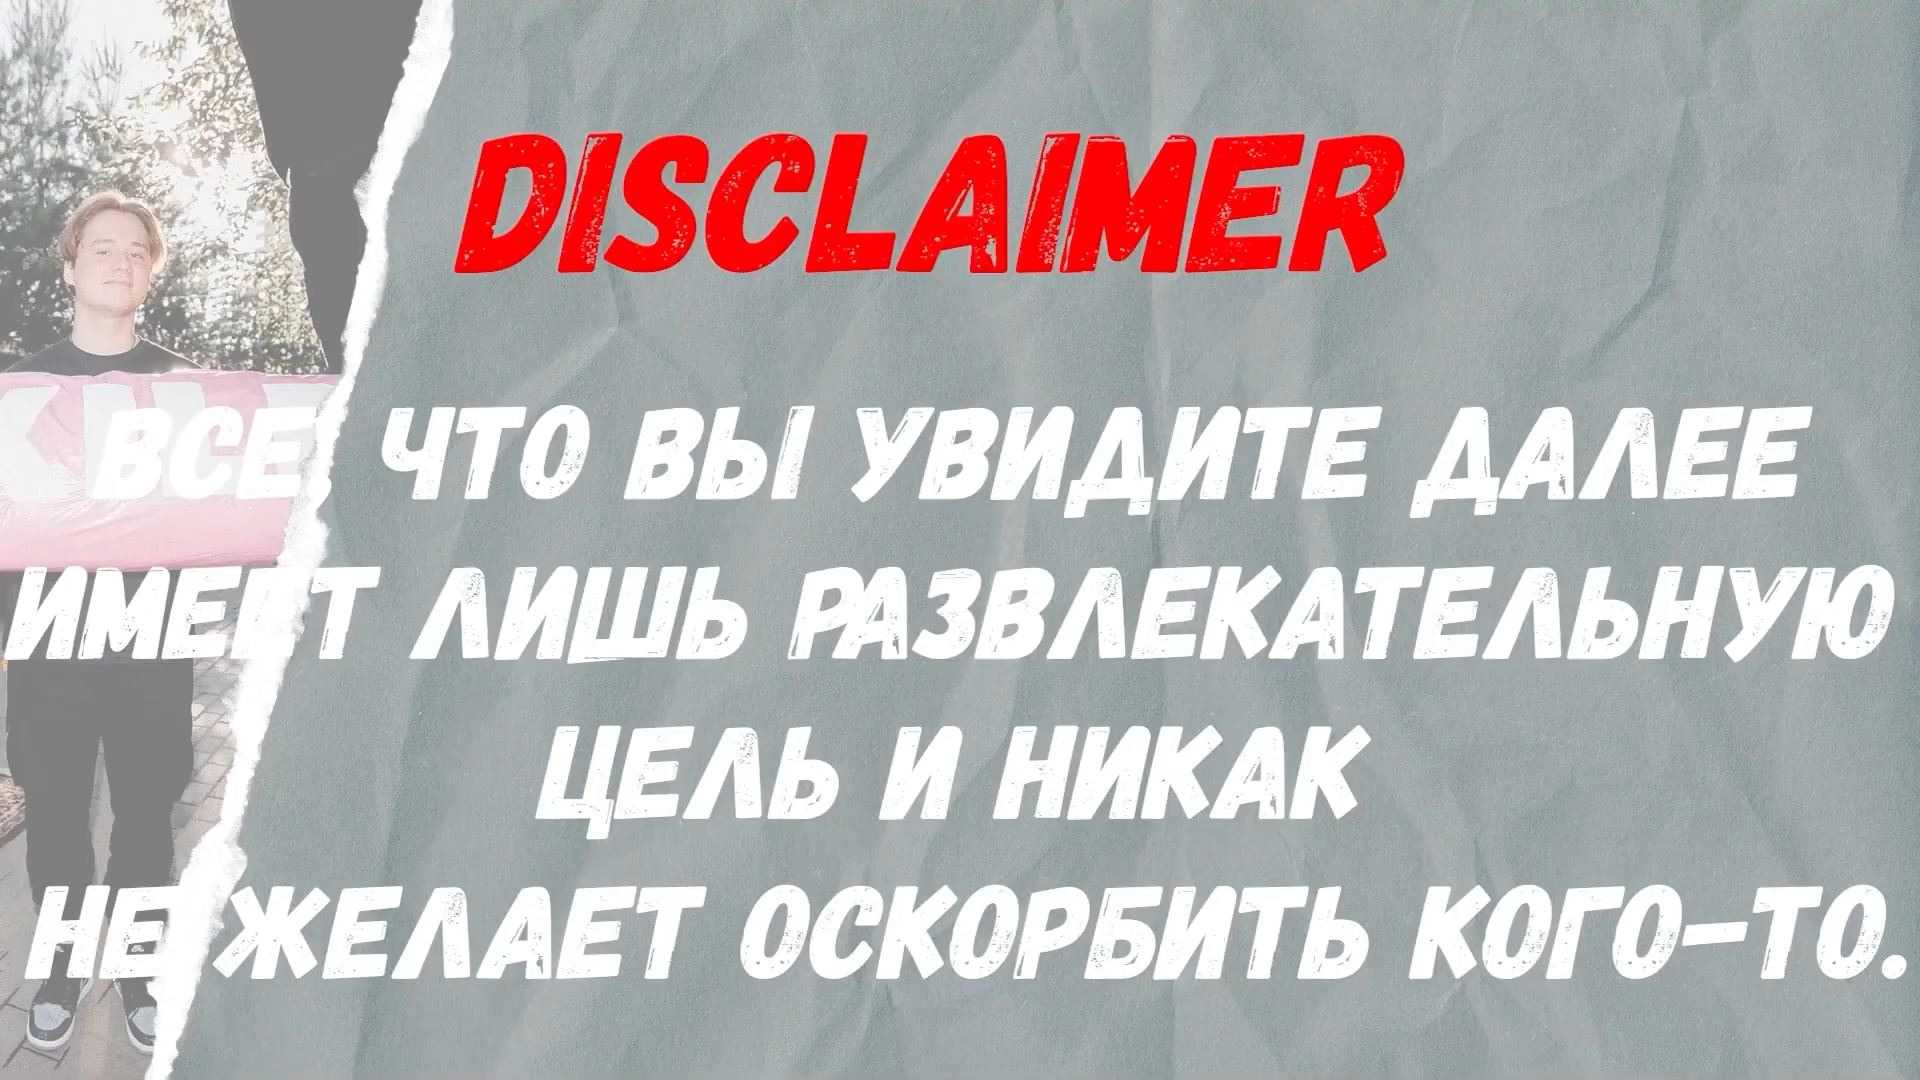 DISCLAIMER
ВСЕ, ЧТО ВЫ УВИДИТЕ ДАЛЕЕ
ИМЕЕТ ЛИШЬ РАЗВЛЕКАТЕЛЬНУЮ
ЦЕЛЬ И НИКАК
НЕ ЖЕЛАЕТ ОСКОРБИТЬ КОГО-ТО.